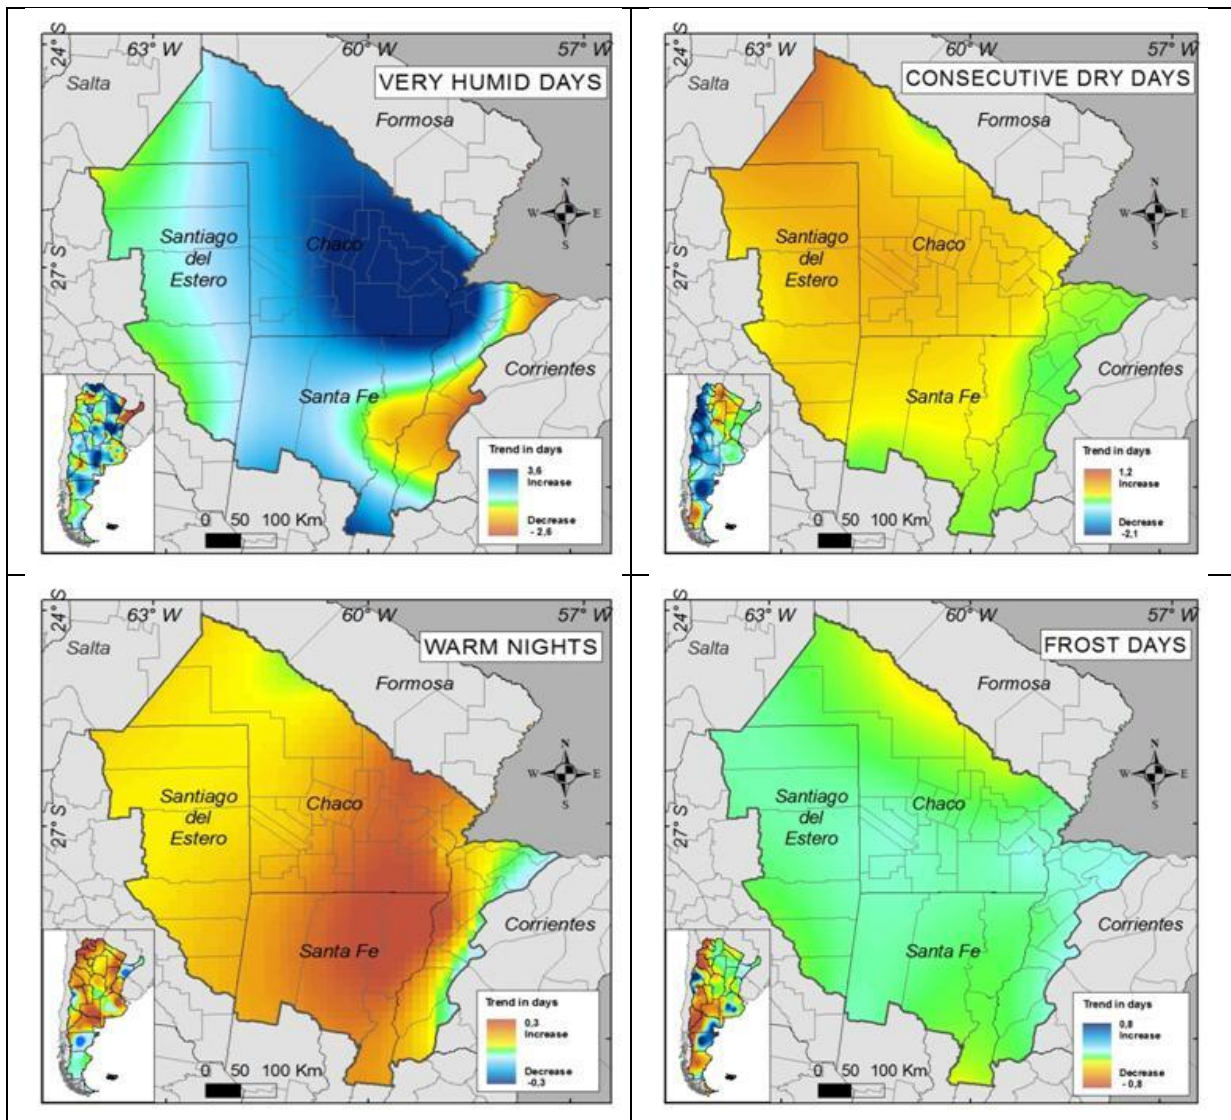 24° S
63° W
60° W
57° W
Salta
VERY HUMID DAYS
Formosa
N
W
E
S
Santiago
del
Estero
Chaco
27° S
Corrientes
Santa Fe
Trend in days
3,6
Increase
Decrease
- 2,6
0 50 100 Km
24° S
63° W
60° W
57° W
Salta
CONSECUTIVE DRY DAYS
Formosa
N
W
E
S
Santiago
del
Estero
Chaco
27° S
Corrientes
Santa Fe
Trend in days
1,2
Increase
Decrease
-2,1
0 50 100 Km
24° S
63° W
60° W
57° W
Salta
WARM NIGHTS
Formosa
N
W
E
S
Santiago
del
Estero
Chaco
27° S
Corrientes
Santa Fe
Trend in days
0,3
Increase
Decrease
-0,3
0 50 100 Km
24° S
63° W
60° W
57° W
Salta
FROST DAYS
Formosa
N
W
E
S
Santiago
del
Estero
Chaco
27° S
Corrientes
Santa Fe
Trend in days
0,8
Increase
Decrease
- 0,8
0 50 100 Km